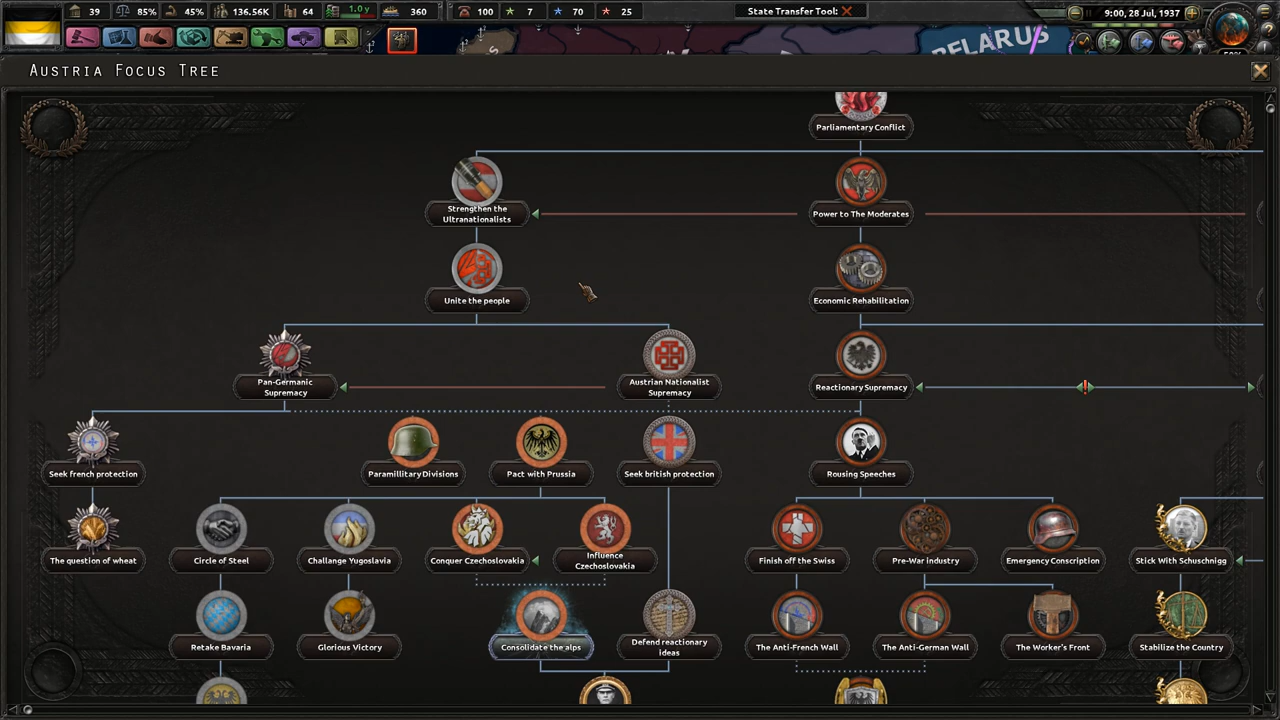 39 85% 45% 136.56K 64 1.0 y 360 100 7 70 25
State Transfer Tool:
9:00, 28 Jul, 1937
BELARUS
Austria Focus Tree
Parliamentary Conflict
Strengthen the
Ultranationalists
Power to The Moderates
Unite the people
Economic Rehabilitation
Pan-Germanic
Supremacy
Austrian Nationalist
Supremacy
Reactionary Supremacy
Seek french protection
Paramillitary Divisions
Pact with Prussia
Seek british protection
Rousing Speeches
The question of wheat
Circle of Steel
Challange Yugoslavia
Conquer Czechoslovakia
Influence
Czechoslovakia
Finish off the Swiss
Pre-War industry
Emergency Conscription
Stick With Schuschnigg
Retake Bavaria
Glorious Victory
Consolidate the alps
Defend reactionary
ideas
The Anti-French Wall
The Anti-German Wall
The Worker's Front
Stabilize the Country